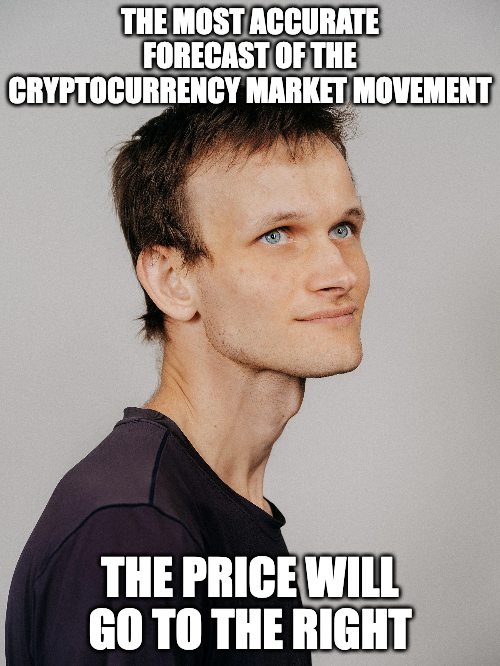 THE MOST ACCURATE
FORECAST OF THE
CRYPTOCURRENCY MARKET MOVEMENT
THE PRICE WILL
GO TO THE RIGHT